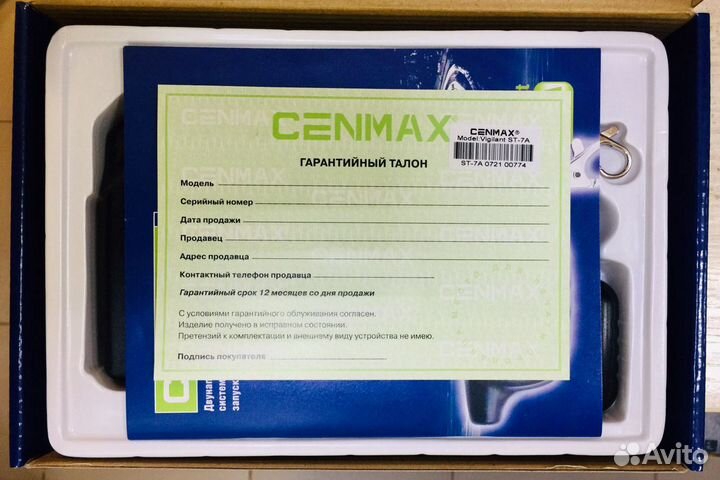 CENMAX®
CENMAX®
Model:Vigilant ST-7A
ST-7A 0721 00774
ГАРАНТИЙНЫЙ ТАЛОН
Модель
Серийный номер
Дата продажи
Продавец
Адрес продавца
Контактный телефон продавца
Гарантийный срок 12 месяцев со дня продажи
С условиями гарантийного обслуживания согласен.
Изделие получено в исправном состоянии.
Претензий к комплектации и внешнему виду устройства не имею.
Подпись покупателя
CENMAX
Avito